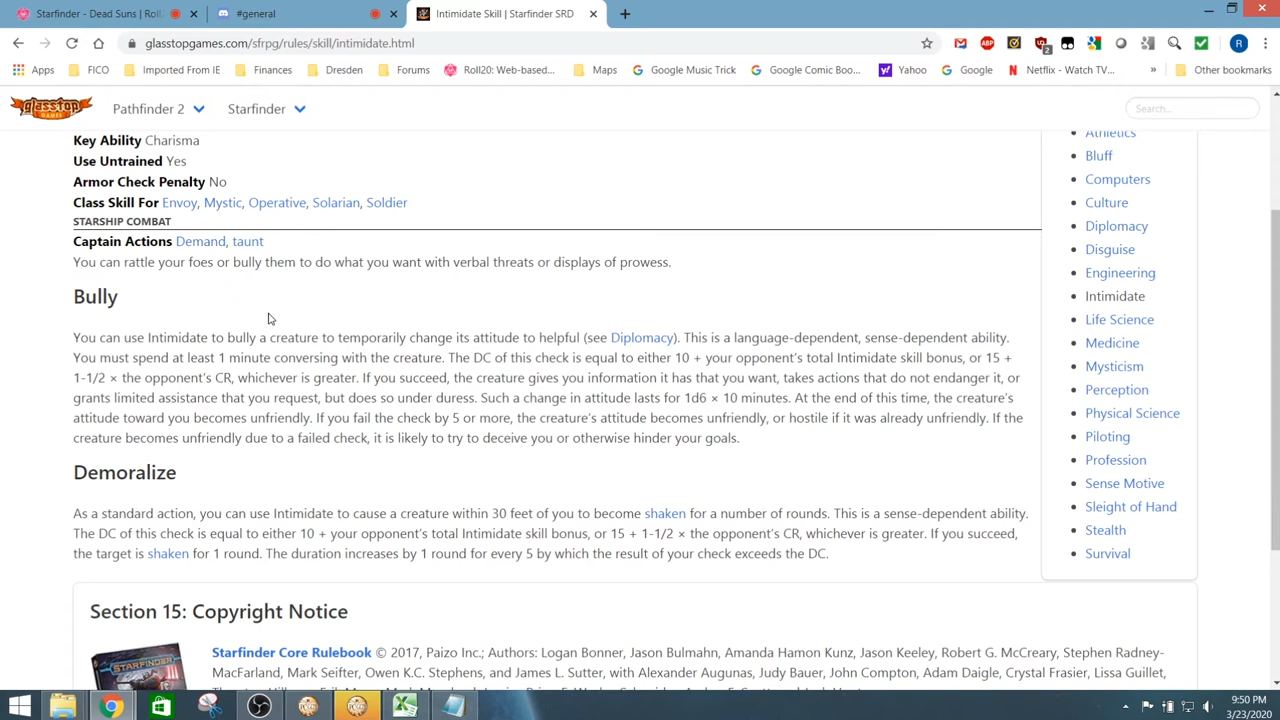 Starfinder - Dead Suns | Roll2
#general
Intimidate Skill | Starfinder SRD
glasstopgames.com/sfrpg/rules/skill/intimidate.html
ABP
2
R
Apps FICO Imported From IE Finances Dresden Forums Roll20: Web-based... Maps Google Music Trick Google Comic Boo... Yahoo Google Netflix - Watch TV... » Other bookmarks
glasstop
GAMES
Pathfinder 2 Starfinder Search...
Key Ability Charisma
Use Untrained Yes
Armor Check Penalty No
Class Skill For Envoy, Mystic, Operative, Solarian, Soldier
STARSHIP COMBAT
Captain Actions Demand, taunt
You can rattle your foes or bully them to do what you want with verbal threats or displays of prowess.
Bully
You can use Intimidate to bully a creature to temporarily change its attitude to helpful (see Diplomacy). This is a language-dependent, sense-dependent ability.
You must spend at least 1 minute conversing with the creature. The DC of this check is equal to either 10 + your opponent's total Intimidate skill bonus, or 15 +
1-1/2 × the opponent's CR, whichever is greater. If you succeed, the creature gives you information it has that you want, takes actions that do not endanger it, or
grants limited assistance that you request, but does so under duress. Such a change in attitude lasts for 1d6 × 10 minutes. At the end of this time, the creature's
attitude toward you becomes unfriendly. If you fail the check by 5 or more, the creature's attitude becomes unfriendly, or hostile if it was already unfriendly. If the
creature becomes unfriendly due to a failed check, it is likely to try to deceive you or otherwise hinder your goals.
Demoralize
As a standard action, you can use Intimidate to cause a creature within 30 feet of you to become shaken for a number of rounds. This is a sense-dependent ability.
The DC of this check is equal to either 10 + your opponent's total Intimidate skill bonus, or 15 + 1-1/2 × the opponent's CR, whichever is greater. If you succeed,
the target is shaken for 1 round. The duration increases by 1 round for every 5 by which the result of your check exceeds the DC.
Athletics
Bluff
Computers
Culture
Diplomacy
Disguise
Engineering
Intimidate
Life Science
Medicine
Mysticism
Perception
Physical Science
Piloting
Profession
Sense Motive
Sleight of Hand
Stealth
Survival
Section 15: Copyright Notice
STARFINDER
Starfinder Core Rulebook © 2017, Paizo Inc.; Authors: Logan Bonner, Jason Bulmahn, Amanda Hamon Kunz, Jason Keeley, Robert G. McCreary, Stephen Radney-
MacFarland, Mark Seifter, Owen K.C. Stephens, and James L. Sutter, with Alexander Augunas, Judy Bauer, John Compton, Adam Daigle, Crystal Frasier, Lissa Guillet,
9:50 PM
3/23/2020